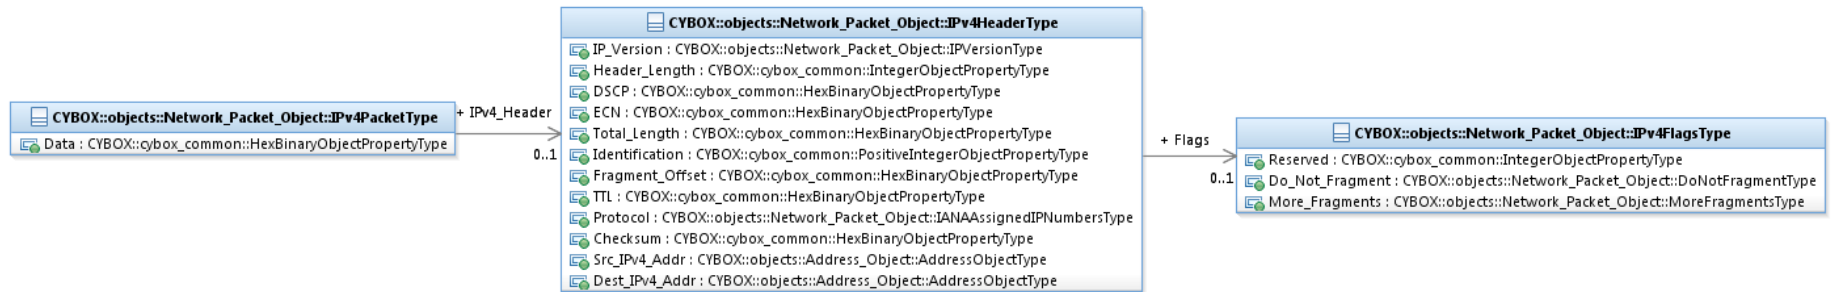 CYBOX::objects::Network_Packet_Object::IPv4PacketType
Data : CYBOX::cybox_common::HexBinaryObjectPropertyType
+ IPv4_Header
0..1
CYBOX::objects::Network_Packet_Object::IPv4HeaderType
IP_Version : CYBOX::objects::Network_Packet_Object::IPVersionType
Header_Length : CYBOX::cybox_common::IntegerObjectPropertyType
DSCP : CYBOX::cybox_common::HexBinaryObjectPropertyType
ECN : CYBOX::cybox_common::HexBinaryObjectPropertyType
Total_Length : CYBOX::cybox_common::HexBinaryObjectPropertyType
Identification : CYBOX::cybox_common::PositiveIntegerObjectPropertyType
Fragment_Offset : CYBOX::cybox_common::HexBinaryObjectPropertyType
TTL : CYBOX::cybox_common::HexBinaryObjectPropertyType
Protocol : CYBOX::objects::Network_Packet_Object::IANAAssignedIPNumbersType
Checksum : CYBOX::cybox_common::HexBinaryObjectPropertyType
Src_IPv4_Addr : CYBOX::objects::Address_Object::AddressObjectType
Dest_IPv4_Addr : CYBOX::objects::Address_Object::AddressObjectType
+ Flags
0..1
CYBOX::objects::Network_Packet_Object::IPv4FlagsType
Reserved : CYBOX::cybox_common::IntegerObjectPropertyType
Do_Not_Fragment : CYBOX::objects::Network_Packet_Object::DoNotFragmentType
More_Fragments : CYBOX::objects::Network_Packet_Object::MoreFragmentsType